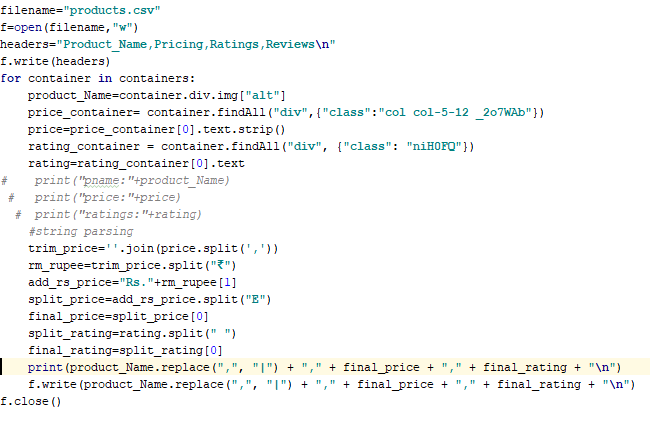 filename="products.csv"
f=open(filename,"w")
headers="Product_Name,Pricing,Ratings,Reviews\n"
f.write(headers)
for container in containers:
    product_Name=container.div.img["alt"]
    price_container= container.findAll("div",{"class":"col col-5-12 _2o7WAb"})
    price=price_container[0].text.strip()
    rating_container = container.findAll("div", {"class": "niH0FQ"})
    rating=rating_container[0].text
#    print("pname:"+product_Name)
 #   print("price:"+price)
  #  print("ratings:"+rating)
    #string parsing
    trim_price=''.join(price.split(','))
    rm_rupee=trim_price.split("₹")
    add_rs_price="Rs."+rm_rupee[1]
    split_price=add_rs_price.split("E")
    final_price=split_price[0]
    split_rating=rating.split(" ")
    final_rating=split_rating[0]
    print(product_Name.replace(",", "|") + "," + final_price + "," + final_rating + "\n")
    f.write(product_Name.replace(",", "|") + "," + final_price + "," + final_rating + "\n")
f.close()